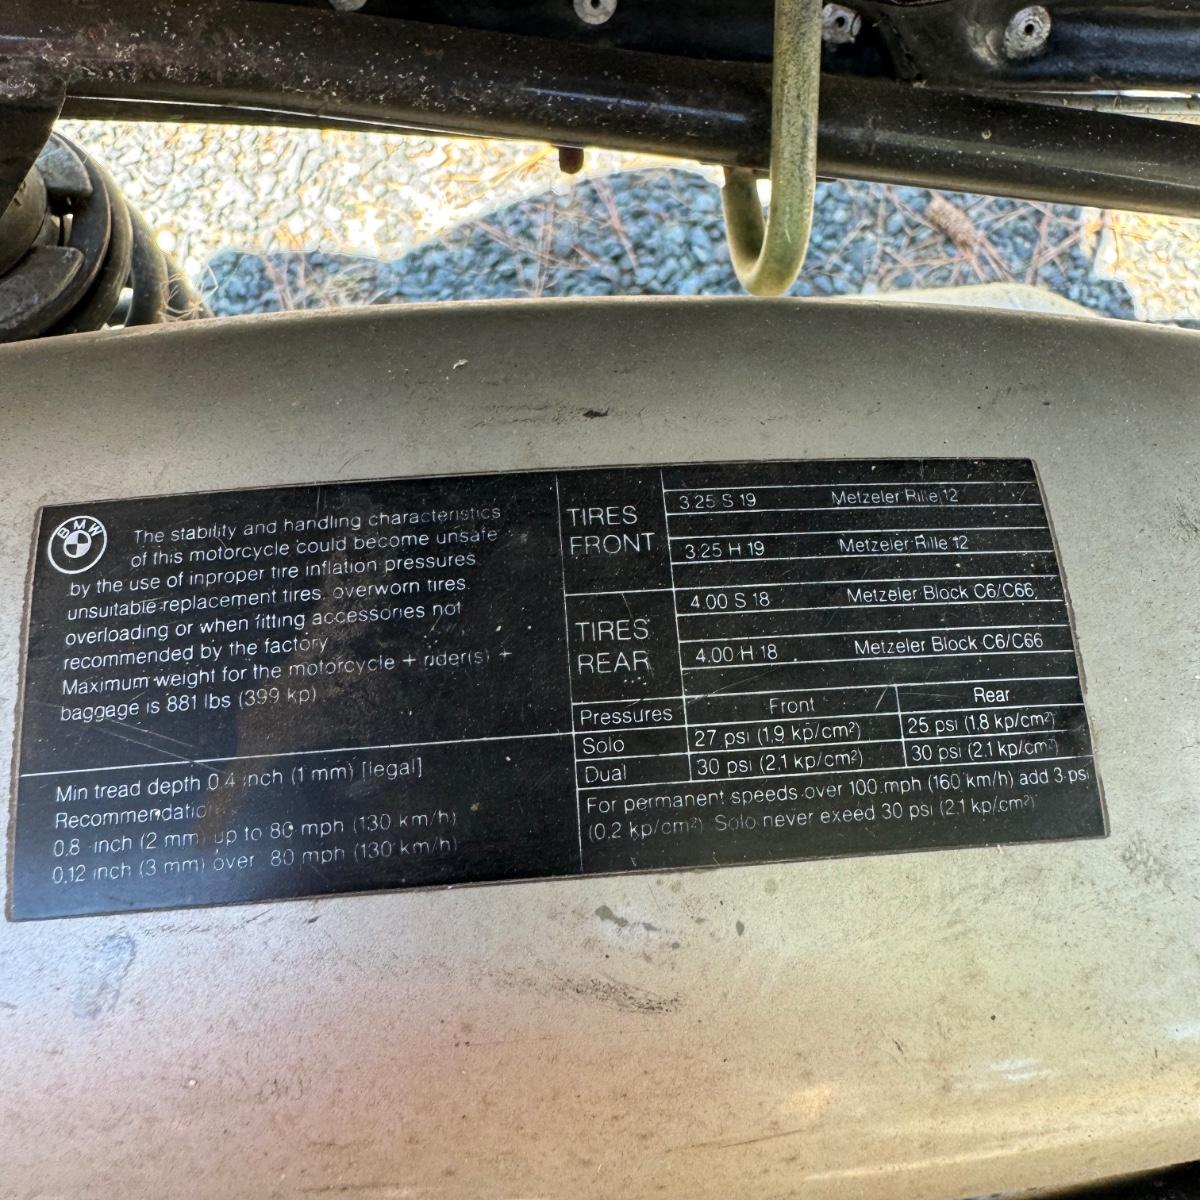 BMW
The stability and handling characteristics
of this motorcycle could become unsafe
by the use of inproper tire inflation pressures
unsuitable replacement tires, overworn tires.
overloading or when fitting accessories not
recommended by the factory
Maximum weight for the motorcycle + rider(s) +
baggage is 881 lbs (399 kp)
Min tread depth 0.4 inch (1 mm) [legal]
Recommendation
0.8 inch (2 mm) up to 80 mph (130 km/h)
0.12 inch (3 mm) over 80 mph (130 km/h)
TIRES
FRONT
3.25 S 19 Metzeler Rille 12
3.25 H 19 Metzeler Rille 12
TIRES
REAR
4.00 S 18 Metzeler Block C6/C66
4.00 H 18 Metzeler Block C6/C66
Pressures Front Rear
Solo 27 psi (1.9 kp/cm²) 25 psi (1.8 kp/cm²)
Dual 30 psi (2.1 kp/cm²) 30 psi (2.1 kp/cm²)
For permanent speeds over 100 mph (160 km/h) add 3 psi
(0.2 kp/cm²) Solo never exceed 30 psi (2.1 kp/cm²)